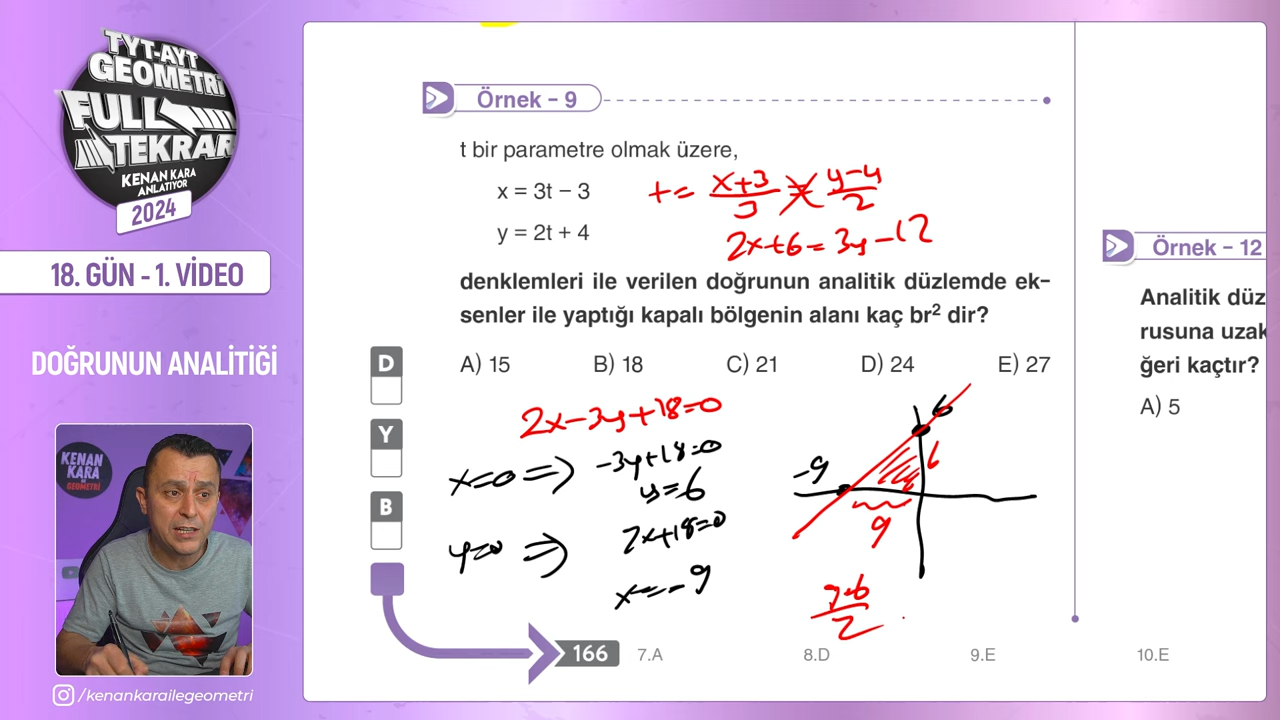 TYT-AYT
GEOMETRİ
FULL
TEKRAR
KENAN KARA
ANLATIYOR
2024
18. GÜN - 1. VİDEO
DOĞRUNUN ANALİTİĞİ
KENAN
KARA
GEOMETRİ
/kenankarailegeometri
Örnek - 9
t bir parametre olmak üzere,
x = 3t − 3
y = 2t + 4
t = x+3/3 = y-4/2
2x+6=3y-12
denklemleri ile verilen doğrunun analitik düzlemde ek-
senler ile yaptığı kapalı bölgenin alanı kaç br² dir?
A) 15 B) 18 C) 21 D) 24 E) 27
D
Y
B
2x-3y+18=0
x=0 ⇒ -3y+18=0
y=6
y=0 ⇒ 2x+18=0
x=-9
6
-9
6
9
9·6/2
166 7.A 8.D 9.E 10.E
Örnek - 12
Analitik düz
rusuna uzak
ğeri kaçtır?
A) 5